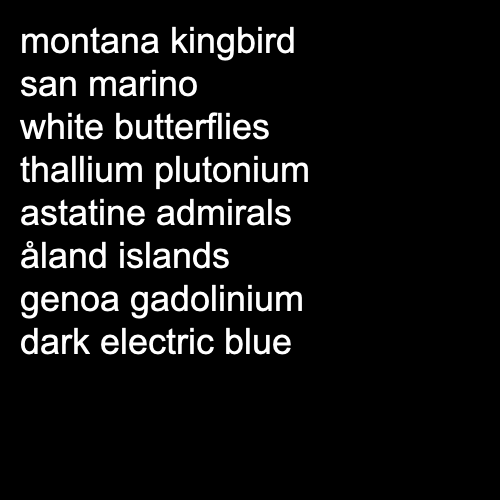 montana kingbird
san marino
white butterflies
thallium plutonium
astatine admirals
åland islands
genoa gadolinium
dark electric blue